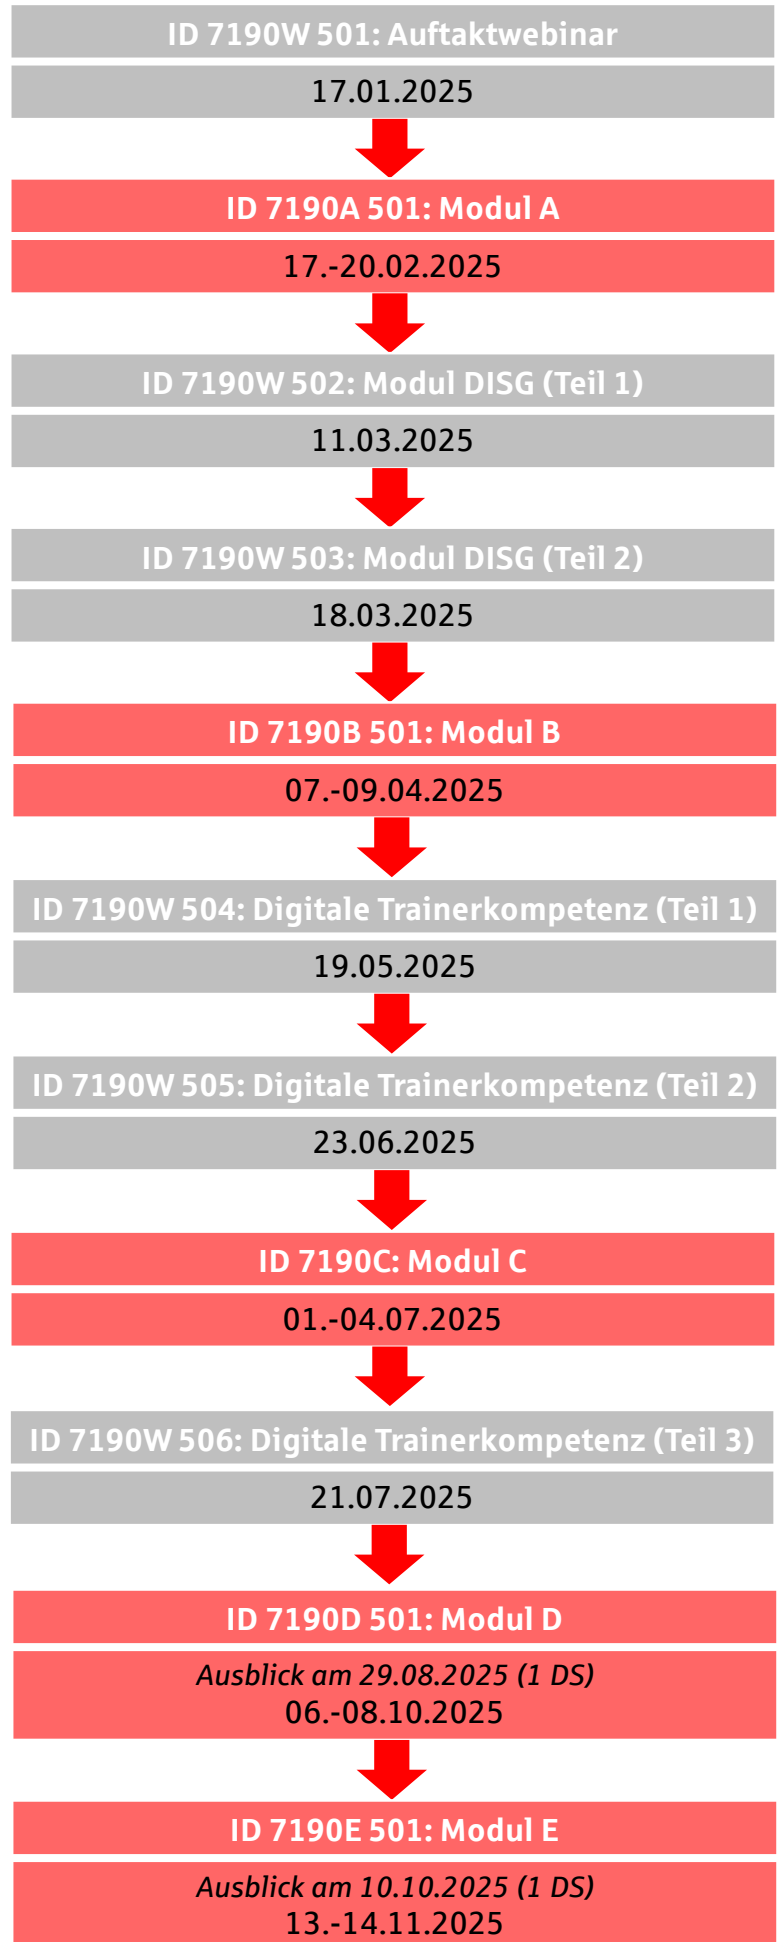 ID 7190W 501: Auftaktwebinar
17.01.2025
ID 7190A 501: Modul A
17.-20.02.2025
ID 7190W 502: Modul DISG (Teil 1)
11.03.2025
ID 7190W 503: Modul DISG (Teil 2)
18.03.2025
ID 7190B 501: Modul B
07.-09.04.2025
ID 7190W 504: Digitale Trainerkompetenz (Teil 1)
19.05.2025
ID 7190W 505: Digitale Trainerkompetenz (Teil 2)
23.06.2025
ID 7190C: Modul C
01.-04.07.2025
ID 7190W 506: Digitale Trainerkompetenz (Teil 3)
21.07.2025
ID 7190D 501: Modul D
Ausblick am 29.08.2025 (1 DS)
06.-08.10.2025
ID 7190E 501: Modul E
Ausblick am 10.10.2025 (1 DS)
13.-14.11.2025